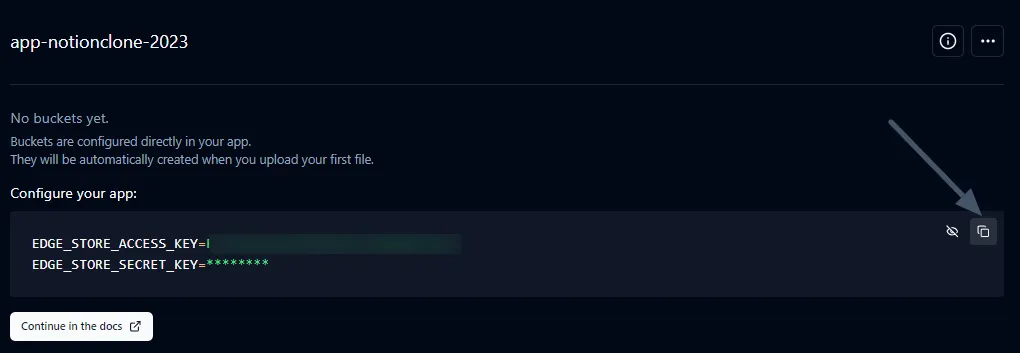 app-notionclone-2023
No buckets yet.
Buckets are configured directly in your app.
They will be automatically created when you upload your first file.
Configure your app:
EDGE_STORE_ACCESS_KEY=
EDGE_STORE_SECRET_KEY=********
Continue in the docs